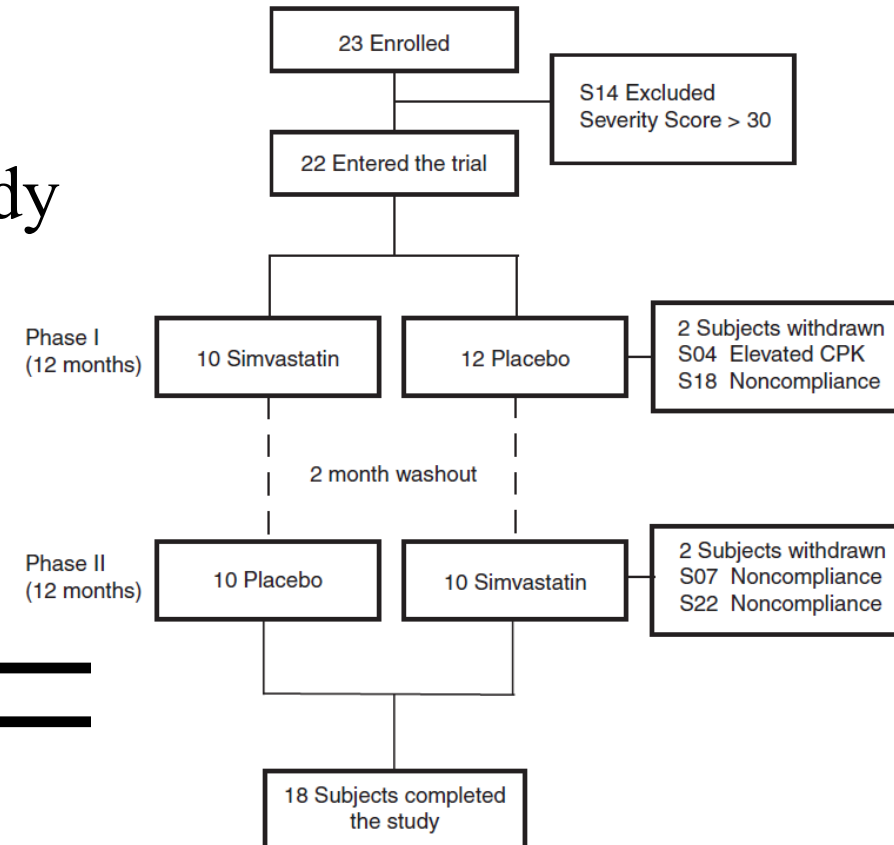 23 Enrolled
S14 Excluded
Severity Score > 30
22 Entered the trial
dy
Phase I
(12 months)
10 Simvastatin
12 Placebo
2 Subjects withdrawn
S04 Elevated CPK
S18 Noncompliance
2 month washout
Phase II
(12 months)
10 Placebo
10 Simvastatin
2 Subjects withdrawn
S07 Noncompliance
S22 Noncompliance
18 Subjects completed
the study